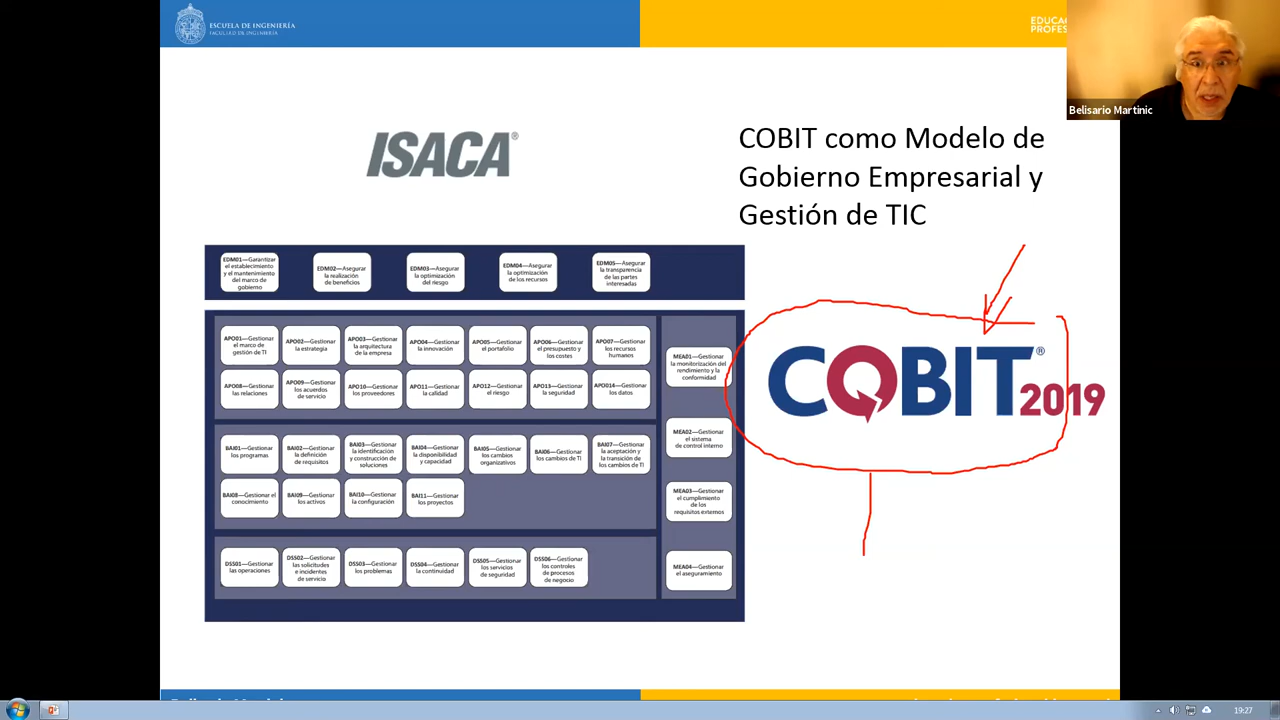 ESCUELA DE INGENIERÍA
FACULTAD DE INGENIERÍA
EDUCA
PROFES
Belisario Martinic
ISACA®
COBIT como Modelo de
Gobierno Empresarial y
Gestión de TIC
EDM01—Garantizar
el establecimiento
y el mantenimiento
del marco de
gobierno
EDM02—Asegurar
la realización
de beneficios
EDM03—Asegurar
la optimización
del riesgo
EDM04—Asegurar
la optimización
de los recursos
EDM05—Asegurar
la transparencia
de las partes
interesadas
APO01—Gestionar
el marco de
gestión de TI
APO02—Gestionar
la estrategia
APO03—Gestionar
la arquitectura
de la empresa
APO04—Gestionar
la innovación
APO05—Gestionar
el portafolio
APO06—Gestionar
el presupuesto y
los costes
APO07—Gestionar
los recursos
humanos
APO08—Gestionar
las relaciones
APO09—Gestionar
los acuerdos
de servicio
APO10—Gestionar
los proveedores
APO11—Gestionar
la calidad
APO12—Gestionar
el riesgo
APO13—Gestionar
la seguridad
APO14—Gestionar
los datos
BAI01—Gestionar
los programas
BAI02—Gestionar
la definición
de requisitos
BAI03—Gestionar
la identificación
y construcción de
soluciones
BAI04—Gestionar
la disponibilidad
y capacidad
BAI05—Gestionar
los cambios
organizativos
BAI06—Gestionar
los cambios de TI
BAI07—Gestionar
la aceptación y
la transición de
los cambios de TI
BAI08—Gestionar el
conocimiento
BAI09—Gestionar
los activos
BAI10—Gestionar
la configuración
BAI11—Gestionar
los proyectos
DSS01—Gestionar
las operaciones
DSS02—Gestionar
las solicitudes
e incidentes
de servicio
DSS03—Gestionar
los problemas
DSS04—Gestionar
la continuidad
DSS05—Gestionar
los servicios
de seguridad
DSS06—Gestionar
los controles
de procesos
de negocio
MEA01—Gestionar
la monitorización del
rendimiento y la
conformidad
MEA02—Gestionar
el sistema
de control interno
MEA03—Gestionar
el cumplimiento
de los
requisitos externos
MEA04—Gestionar
el aseguramiento
COBIT® 2019
19:27